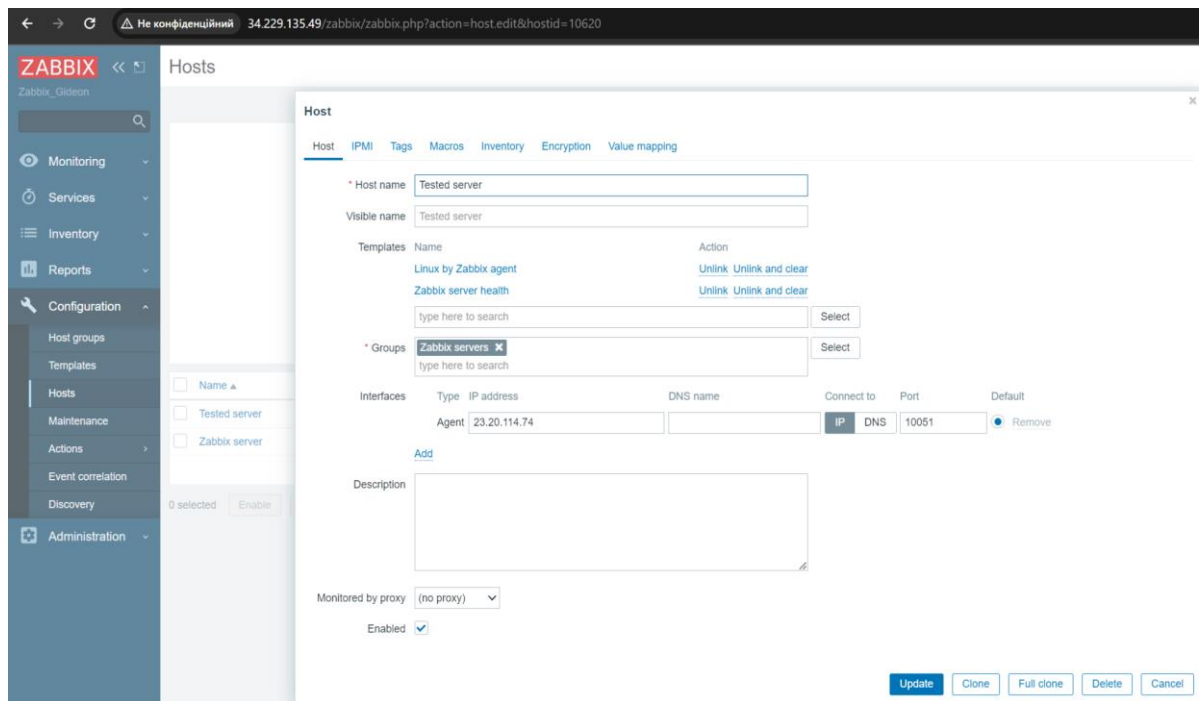 Не конфіденційний 34.229.135.49/zabbix/zabbix.php?action=host.edit&hostid=10620
ZABBIX
Zabbix_Gideon
Monitoring
Services
Inventory
Reports
Configuration
Host groups
Templates
Hosts
Maintenance
Actions
Event correlation
Discovery
Administration
Hosts
Name
Tested server
Zabbix server
0 selected Enable
Host
Host IPMI Tags Macros Inventory Encryption Value mapping
* Host name Tested server
Visible name Tested server
Templates Name Action
Linux by Zabbix agent Unlink Unlink and clear
Zabbix server health Unlink Unlink and clear
type here to search Select
* Groups Zabbix servers Select
type here to search
Interfaces Type IP address DNS name Connect to Port Default
Agent 23.20.114.74 IP DNS 10051 Remove
Add
Description
Monitored by proxy (no proxy)
Enabled
Update Clone Full clone Delete Cancel